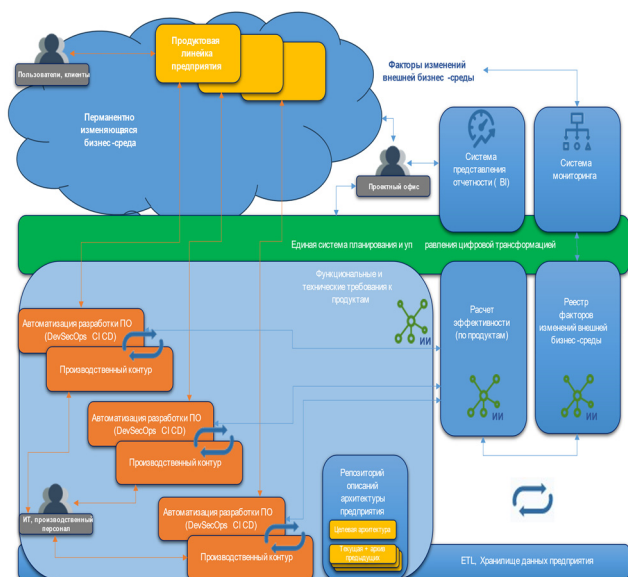 Продуктовая
линейка
предприятия
Пользователи, клиенты
Факторы изменений
внешней бизнес -среды
Перманентно
изменяющаяся
бизнес -среда
Система
представления
отчетности ( BI)
Система
мониторинга
Проектный офис
Единая система планирования и уп равления цифровой трансформацией
Функциональные и
технические требования к
продуктам
ИИ
Расчет
эффективности
(по продуктам)
ИИ
Реестр
факторов
изменений внешней
бизнес -среды
ИИ
Автоматизация разработки ПО
(DevSecOps CI CD)
Производственный контур
Автоматизация разработки ПО
(DevSecOps CI CD)
Производственный контур
Автоматизация разработки ПО
(DevSecOps CI CD)
Производственный контур
ИТ, производственный
персонал
Репозиторий
описаний
архитектуры
предприятия
Целевая архитектура
Текущая + архив
предыдущих
ETL, Хранилище данных предприятия